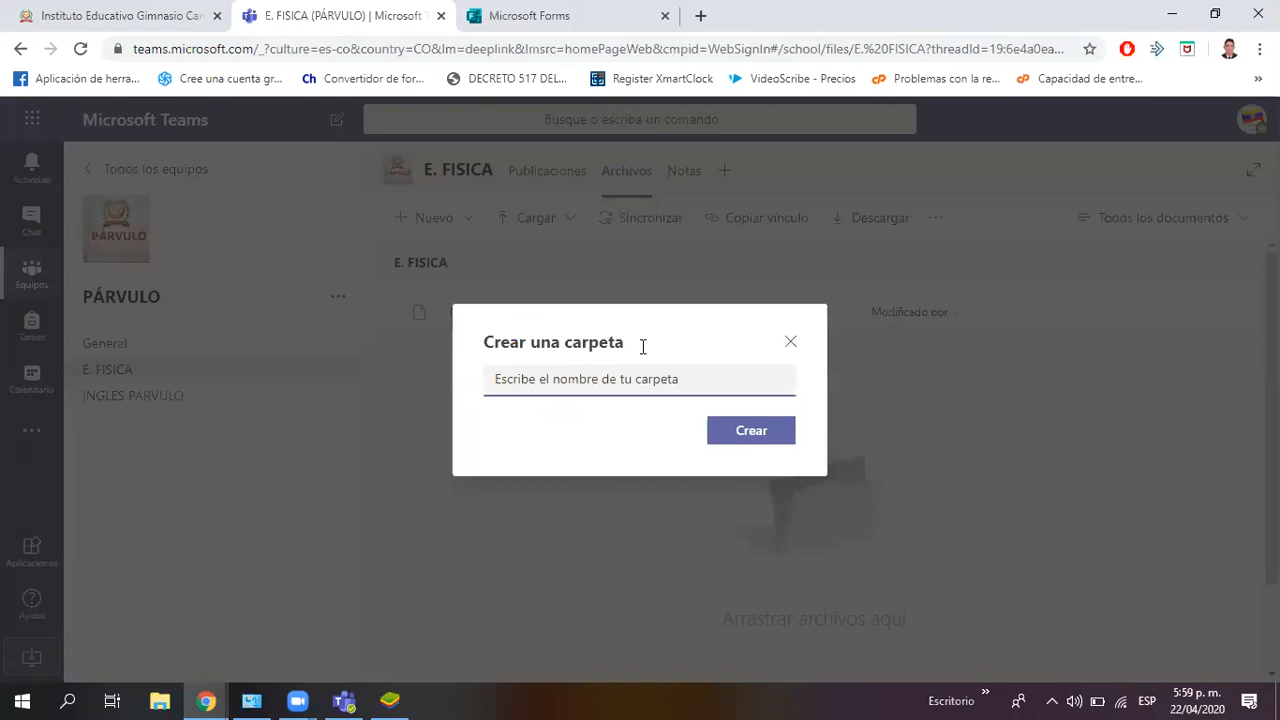 Instituto Educativo Gimnasio Car
E. FISICA (PÁRVULO) | Microsoft T
Microsoft Forms
teams.microsoft.com/_?culture=es-co&country=CO&lm=deeplink&lmsrc=homePageWeb&cmpid=WebSignIn#/school/files/E.%20FISICA?threadId=19:6e4a0ea...
Aplicación de herra...
Cree una cuenta gr...
Ch Convertidor de for...
DECRETO 517 DEL...
Register XmartClock
VideoScribe - Precios
cP Problemas con la re...
cP Capacidad de entre...
»
Microsoft Teams
Busque o escriba un comando
Actividad
Chat
Equipos
Tareas
Calendario
Aplicaciones
Ayuda
Todos los equipos
PÁRVULO
PÁRVULO
General
E. FISICA
INGLES PARVULO
E. FISICA
Publicaciones
Archivos
Notas
Nuevo
Cargar
Sincronizar
Copiar vínculo
Descargar
Todos los documentos
E. FISICA
Modificado por
Crear una carpeta
Escribe el nombre de tu carpeta
Crear
Arrastrar archivos aquí
Escritorio
»
ESP
5:59 p. m.
22/04/2020